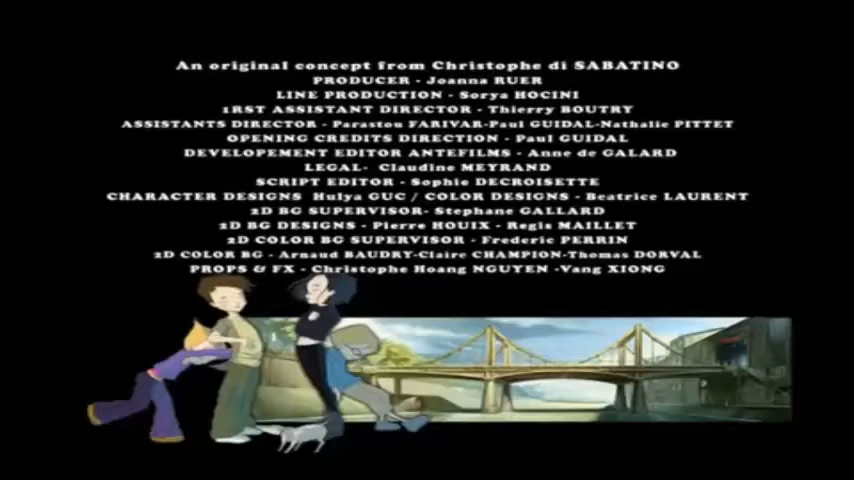 An original concept from Christophe di SABATINO
PRODUCER - Joanna RUER
LINE PRODUCTION - Sorya HOCINI
1RST ASSISTANT DIRECTOR - Thierry BOUTRY
ASSISTANTS DIRECTOR - Parastou FARIVAR-Paul GUIDAL-Nathalie PITTET
OPENING CREDITS DIRECTION - Paul GUIDAL
DEVELOPEMENT EDITOR ANTEFILMS - Anne de GALARD
LEGAL- Claudine MEYRAND
SCRIPT EDITOR - Sophie DECROISETTE
CHARACTER DESIGNS Hulya GUC / COLOR DESIGNS - Beatrice LAURENT
2D BG SUPERVISOR- Stephane GALLARD
2D BG DESIGNS - Pierre HOUIX - Regis MAILLET
2D COLOR BG SUPERVISOR - Frederic PERRIN
2D COLOR BG - Arnaud BAUDRY-Claire CHAMPION-Thomas DORVAL
PROPS & FX - Christophe Hoang NGUYEN -Vang XIONG